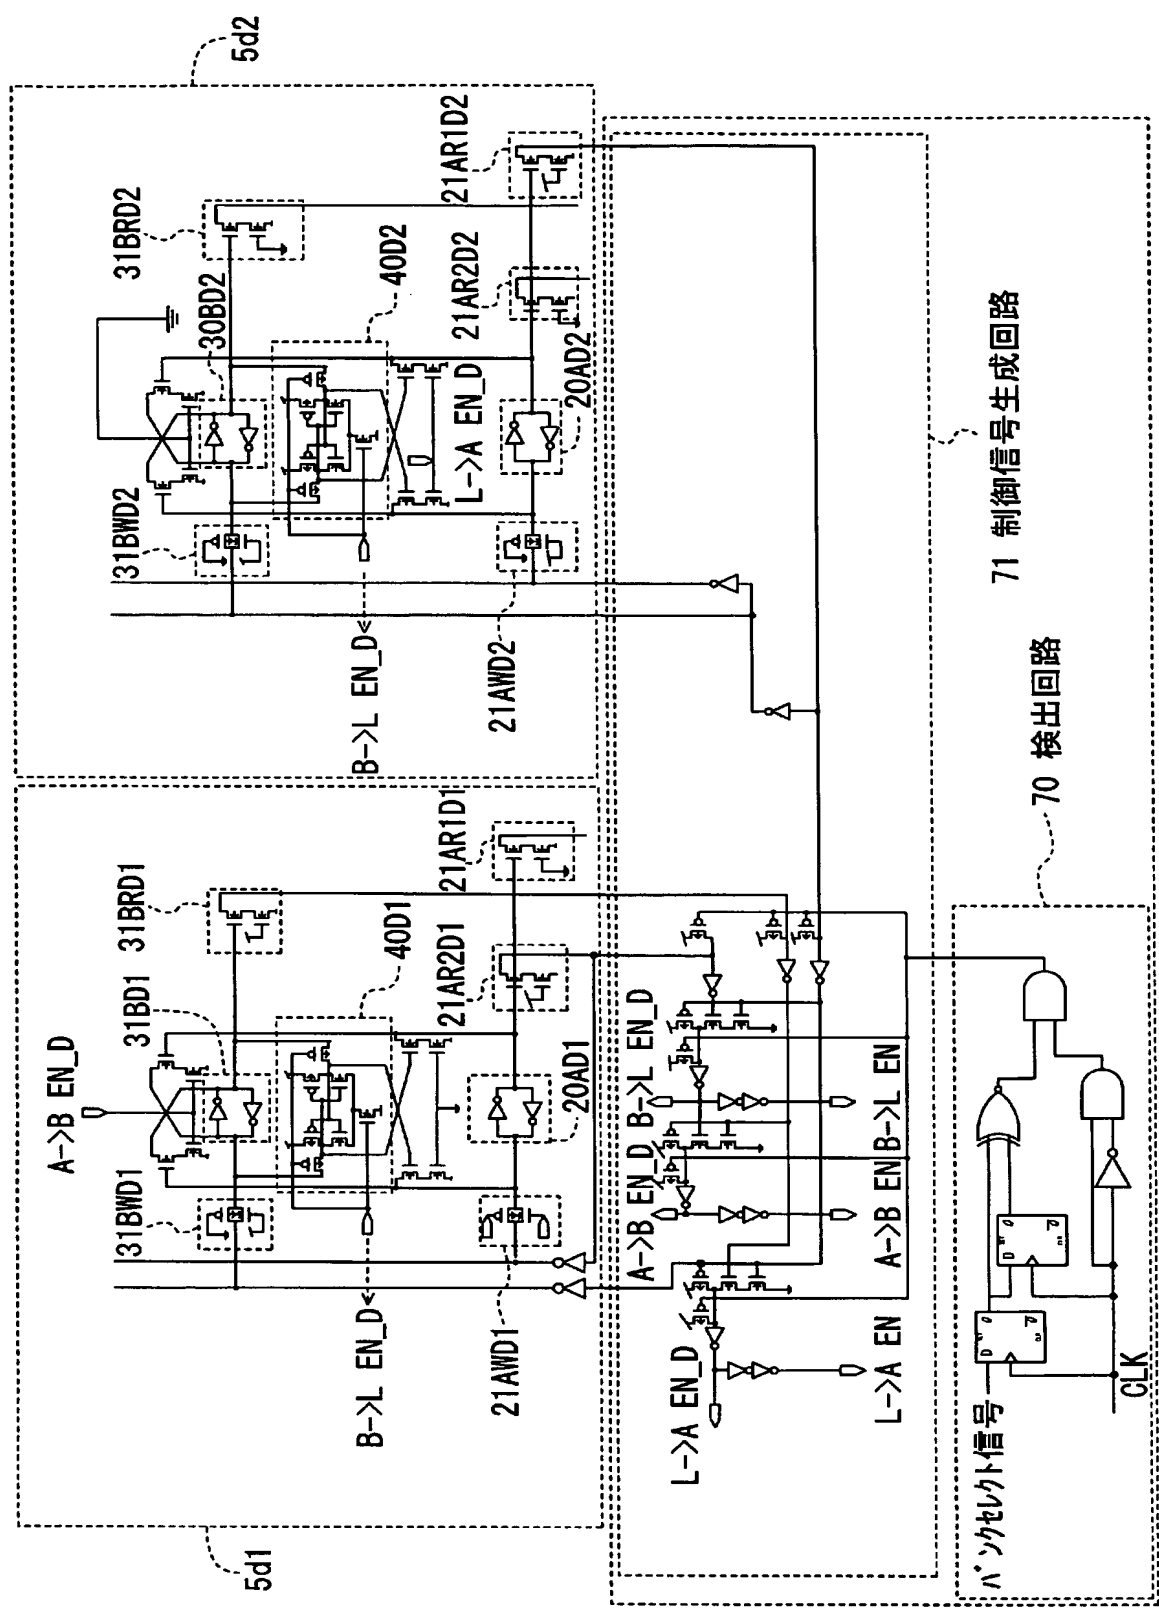 5d1
5d2
A->B EN_D
31BWD1
31BD1
31BRD1
40D1
B->L EN_D
21AWD1
20AD1
21AR2D1
21AR1D1
31BWD2
30BD2
31BRD2
40D2
B->L EN_D
L->A EN_D
21AWD2
20AD2
21AR2D2
21AR1D2
L->A EN_D
A->B EN_D
B->L EN_D
L->A EN
A->B EN
B->L EN
71 制御信号生成回路
70 検出回路
バンクセレクト信号
CLK
D
D